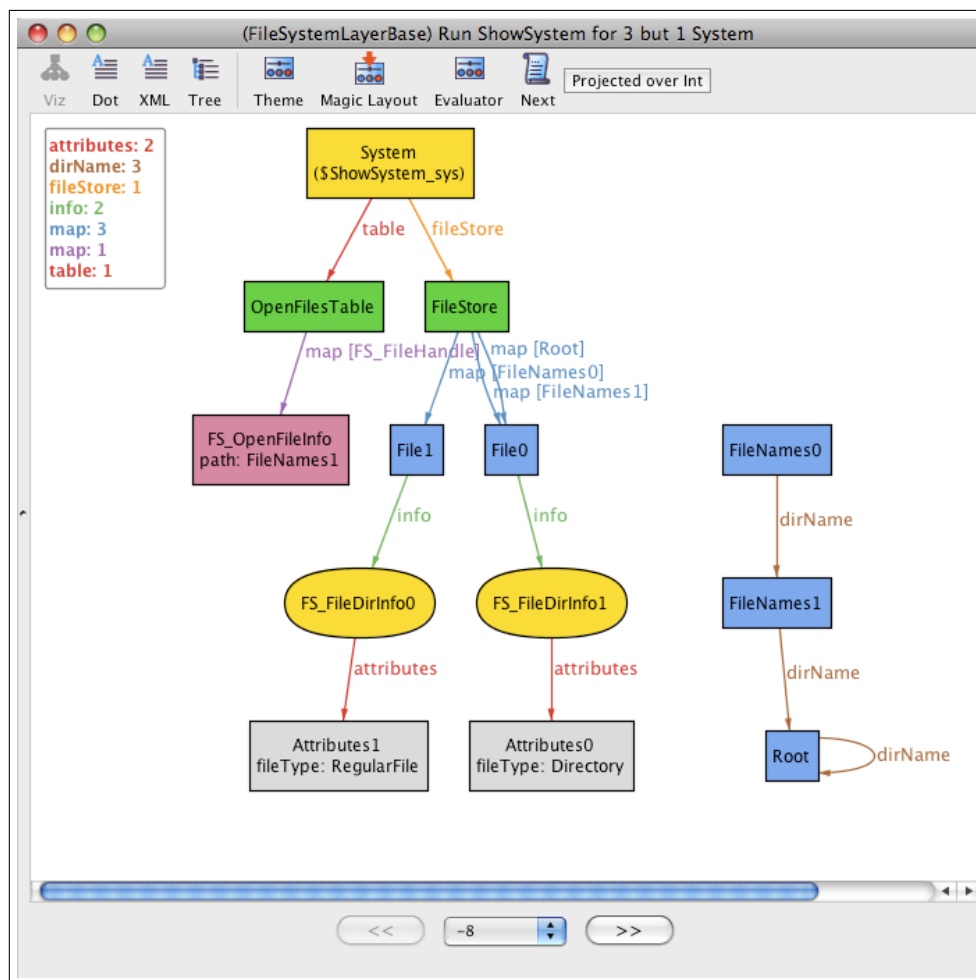 (FileSystemLayerBase) Run ShowSystem for 3 but 1 System
Viz Dot XML Tree Theme Magic Layout Evaluator Next Projected over Int
attributes: 2
dirName: 3
fileStore: 1
info: 2
map: 3
map: 1
table: 1
System
($ShowSystem_sys)
table fileStore
OpenFilesTable FileStore
map [FS_FileHandle] map [Root]
map [FileNames0]
map [FileNames1]
FS_OpenFileInfo
path: FileNames1
File1 File0 FileNames0
info info dirName
FS_FileDirInfo0 FS_FileDirInfo1 FileNames1
attributes attributes dirName
Attributes1
fileType: RegularFile
Attributes0
fileType: Directory
Root dirName
<< -8 >>